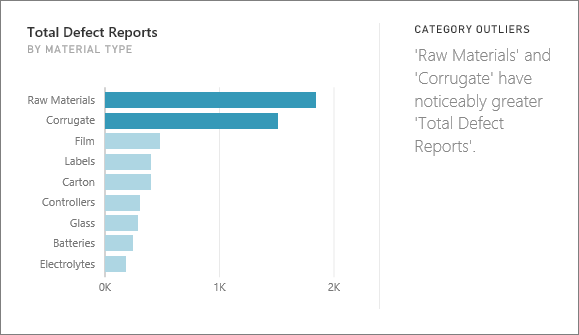 Total Defect Reports
BY MATERIAL TYPE
Raw Materials
Corrugate
Film
Labels
Carton
Controllers
Glass
Batteries
Electrolytes
0K 1K 2K
CATEGORY OUTLIERS
'Raw Materials' and
'Corrugate' have
noticeably greater
'Total Defect
Reports'.